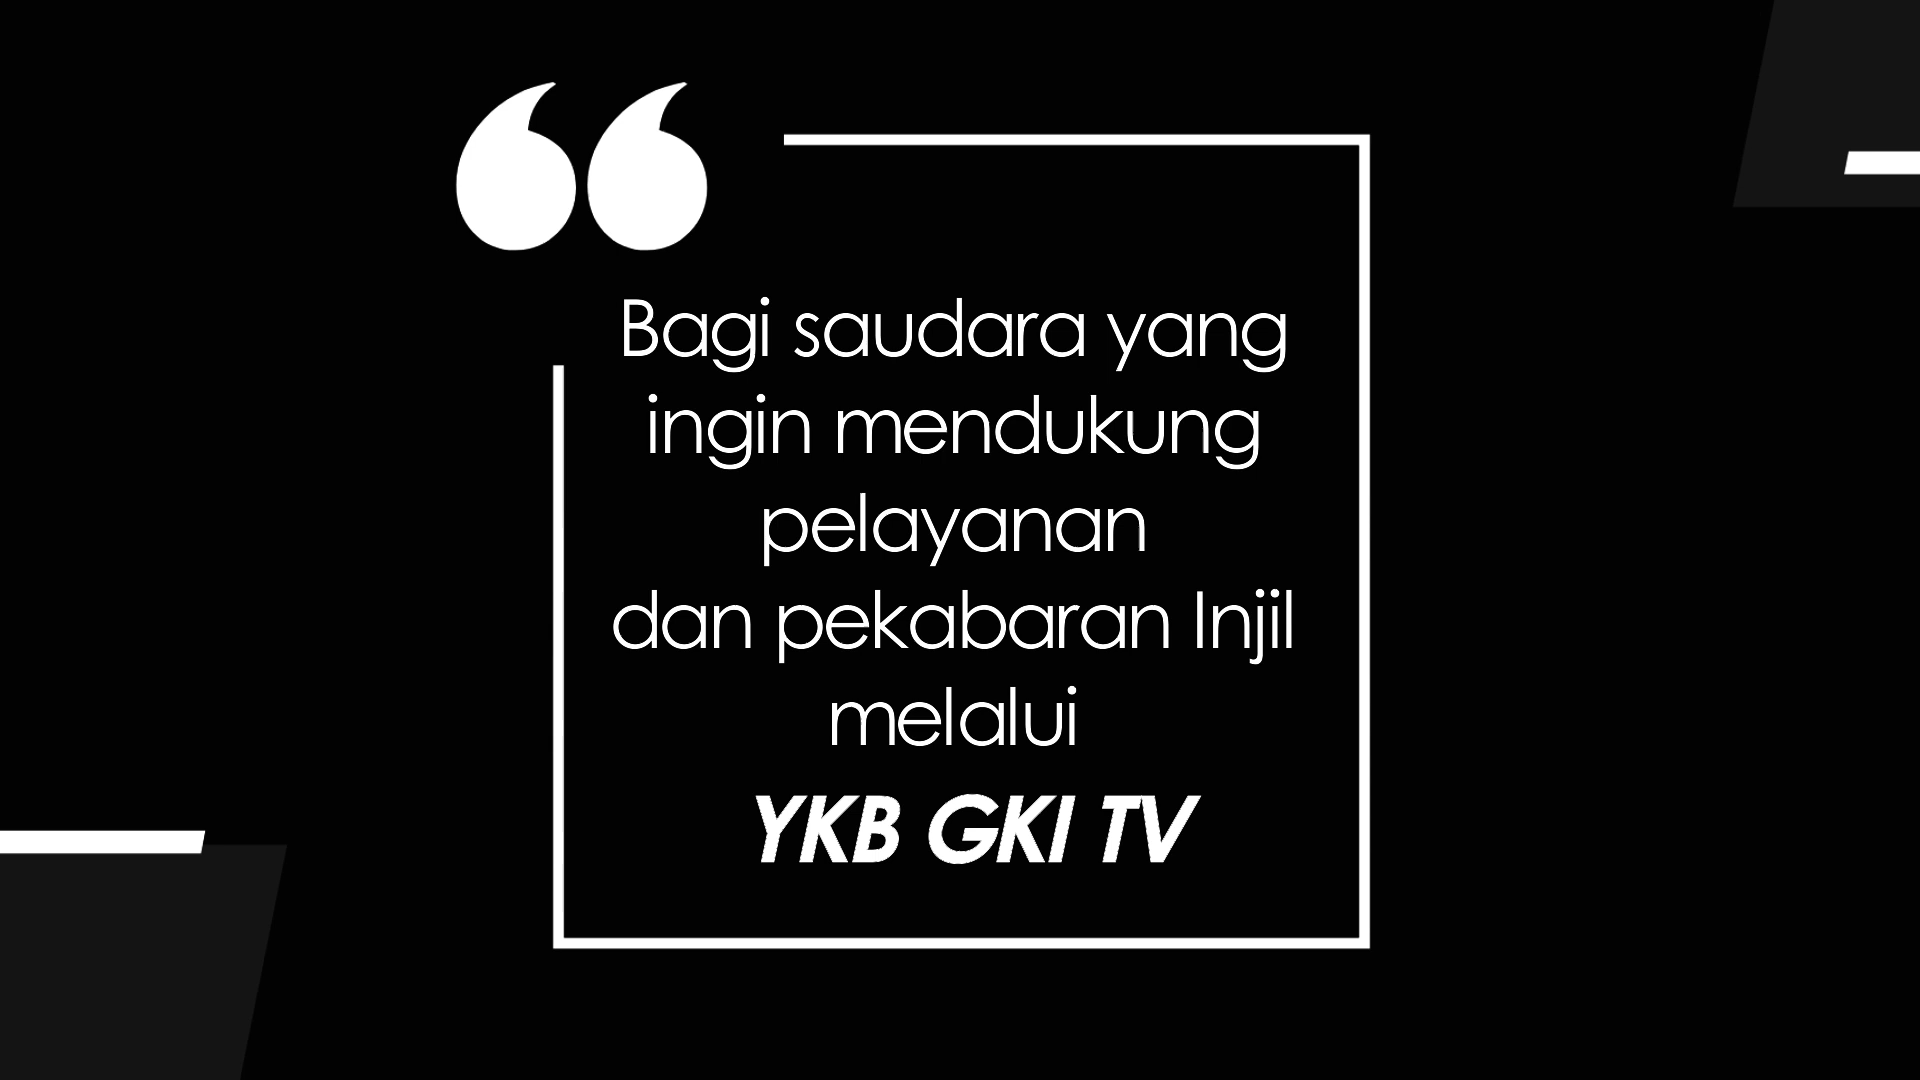 Bagi saudara yang
ingin mendukung
pelayanan
dan pekabaran Injil
melalui
YKB GKI TV